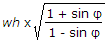 wh x √((1 + sin φ)/(1 - sin φ))